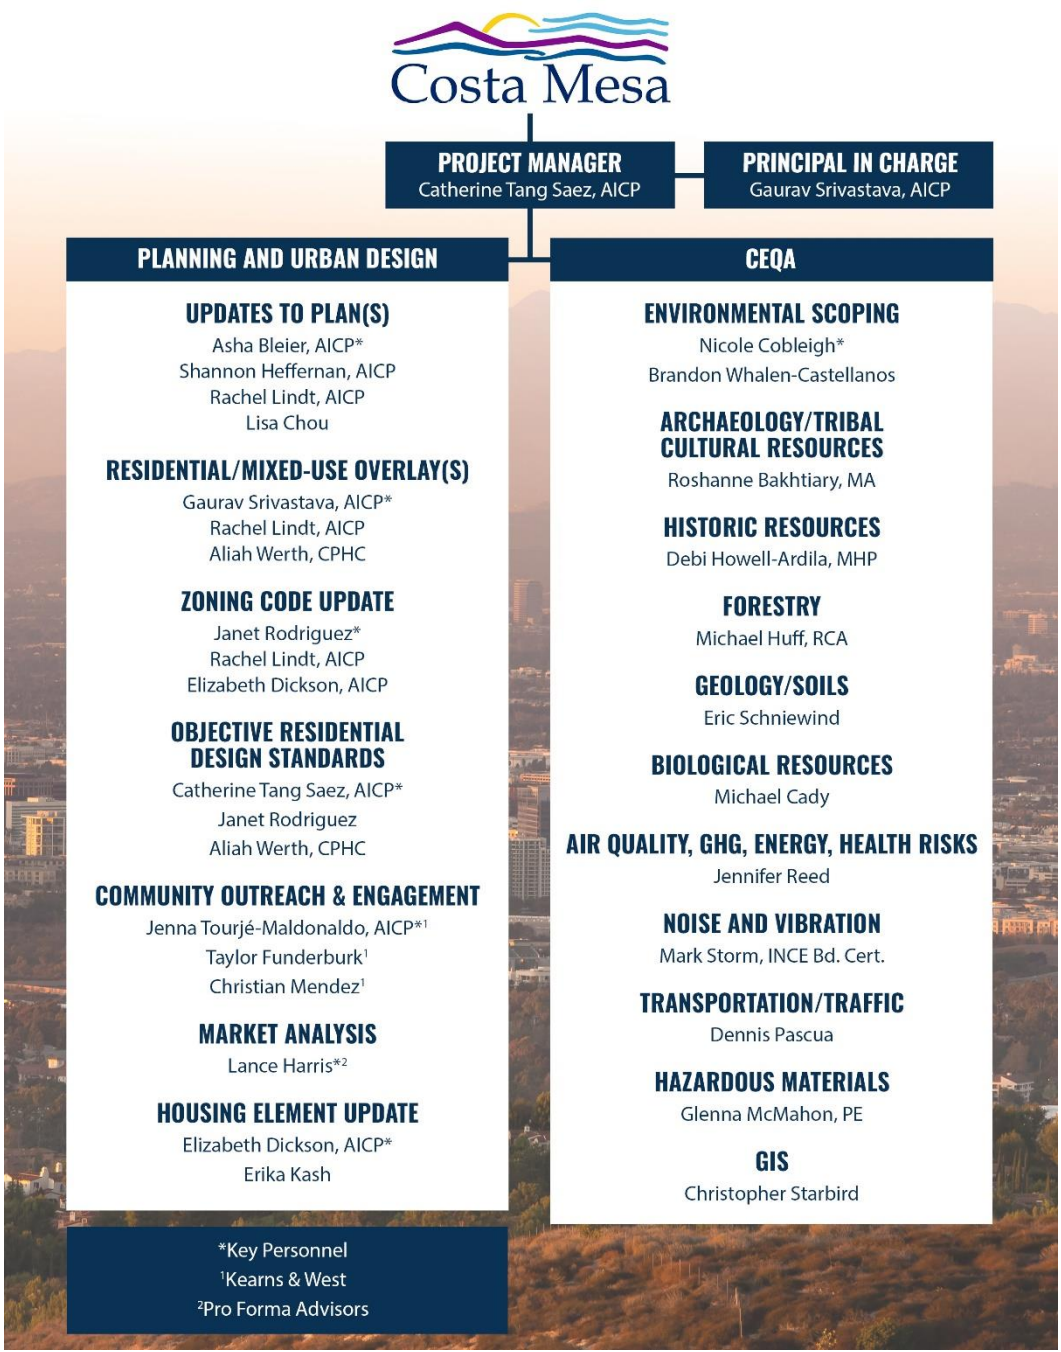 Costa Mesa
PROJECT MANAGER
Catherine Tang Saez, AICP
PRINCIPAL IN CHARGE
Gaurav Srivastava, AICP
PLANNING AND URBAN DESIGN
UPDATES TO PLAN(S)
Asha Bleier, AICP*
Shannon Heffernan, AICP
Rachel Lindt, AICP
Lisa Chou
RESIDENTIAL/MIXED-USE OVERLAY(S)
Gaurav Srivastava, AICP*
Rachel Lindt, AICP
Aliah Werth, CPHC
ZONING CODE UPDATE
Janet Rodriguez*
Rachel Lindt, AICP
Elizabeth Dickson, AICP
OBJECTIVE RESIDENTIAL
DESIGN STANDARDS
Catherine Tang Saez, AICP*
Janet Rodriguez
Aliah Werth, CPHC
COMMUNITY OUTREACH & ENGAGEMENT
Jenna Tourjé-Maldonaldo, AICP*¹
Taylor Funderburk¹
Christian Mendez¹
MARKET ANALYSIS
Lance Harris*²
HOUSING ELEMENT UPDATE
Elizabeth Dickson, AICP*
Erika Kash
*Key Personnel
¹Kearns & West
²Pro Forma Advisors
CEQA
ENVIRONMENTAL SCOPING
Nicole Cobleigh*
Brandon Whalen-Castellanos
ARCHAEOLOGY/TRIBAL
CULTURAL RESOURCES
Roshanne Bakhtiary, MA
HISTORIC RESOURCES
Debi Howell-Ardila, MHP
FORESTRY
Michael Huff, RCA
GEOLOGY/SOILS
Eric Schniewind
BIOLOGICAL RESOURCES
Michael Cady
AIR QUALITY, GHG, ENERGY, HEALTH RISKS
Jennifer Reed
NOISE AND VIBRATION
Mark Storm, INCE Bd. Cert.
TRANSPORTATION/TRAFFIC
Dennis Pascua
HAZARDOUS MATERIALS
Glenna McMahon, PE
GIS
Christopher Starbird